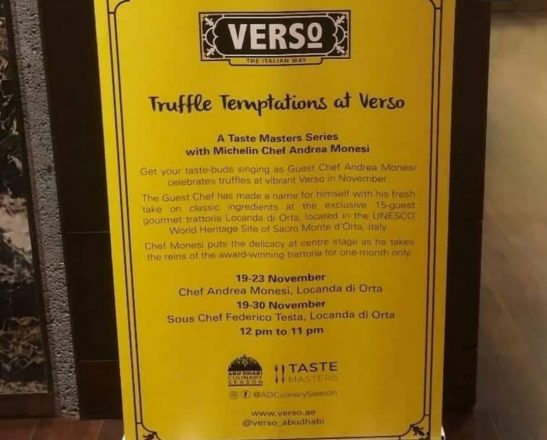 VERSO
THE ITALIAN WAY
Truffle Temptations at Verso
A Taste Masters Series
with Michelin Chef Andrea Monesi
Get your taste-buds singing as Guest Chef Andrea Monesi
celebrates truffles at vibrant Verso in November.
The Guest Chef has made a name for himself with his fresh
take on classic ingredients at the exclusive 15-guest
gourmet trattoria Locanda di Orta, located in the UNESCO
World Heritage Site of Sacro Monte d'Orta, Italy.
Chef Monesi puts the delicacy at centre stage as he takes
the reins of the award-winning trattoria for one-month only.
19-23 November
Chef Andrea Monesi, Locanda di Orta
19-30 November
Sous Chef Federico Testa, Locanda di Orta
12 pm to 11 pm
ABU DHABI
CULINARY
SEASON
TASTE
MASTERS
@ADCulinarySeason
www.verso.ae
@verso_abudhabi